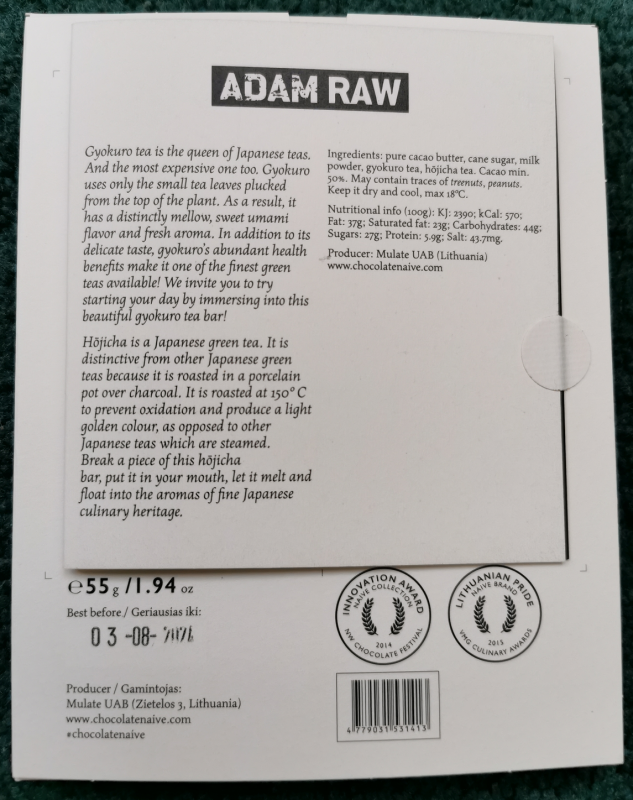 ADAM RAW
Gyokuro tea is the queen of Japanese teas.
And the most expensive one too. Gyokuro
uses only the small tea leaves plucked
from the top of the plant. As a result, it
has a distinctly mellow, sweet umami
flavor and fresh aroma. In addition to its
delicate taste, gyokuro's abundant health
benefits make it one of the finest green
teas available! We invite you to try
starting your day by immersing into this
beautiful gyokuro tea bar!
Hōjicha is a Japanese green tea. It is
distinctive from other Japanese green
teas because it is roasted in a porcelain
pot over charcoal. It is roasted at 150° C
to prevent oxidation and produce a light
golden colour, as opposed to other
Japanese teas which are steamed.
Break a piece of this hōjicha
bar, put it in your mouth, let it melt and
float into the aromas of fine Japanese
culinary heritage.
Ingredients: pure cacao butter, cane sugar, milk
powder, gyokuro tea, hōjicha tea. Cacao min.
50%. May contain traces of treenuts, peanuts.
Keep it dry and cool, max 18°C.
Nutritional info (100g): KJ: 2390; kCal: 570;
Fat: 37g; Saturated fat: 23g; Carbohydrates: 44g;
Sugars: 27g; Protein: 5.9g; Salt: 43.7mg.
Producer: Mulate UAB (Lithuania)
www.chocolatenaive.com
℮55 g /1.94 oz
Best before / Geriausias iki:
03-08-
Producer / Gamintojas:
Mulate UAB (Zietelos 3, Lithuania)
www.chocolatenaive.com
#chocolatenaive
INNOVATION AWARD
NAIVE COLLECTION
2014
NW CHOCOLATE FESTIVAL
LITHUANIAN PRIDE
NAIVE BRAND
2015
VMG CULINARY AWARDS
4 779031 531413